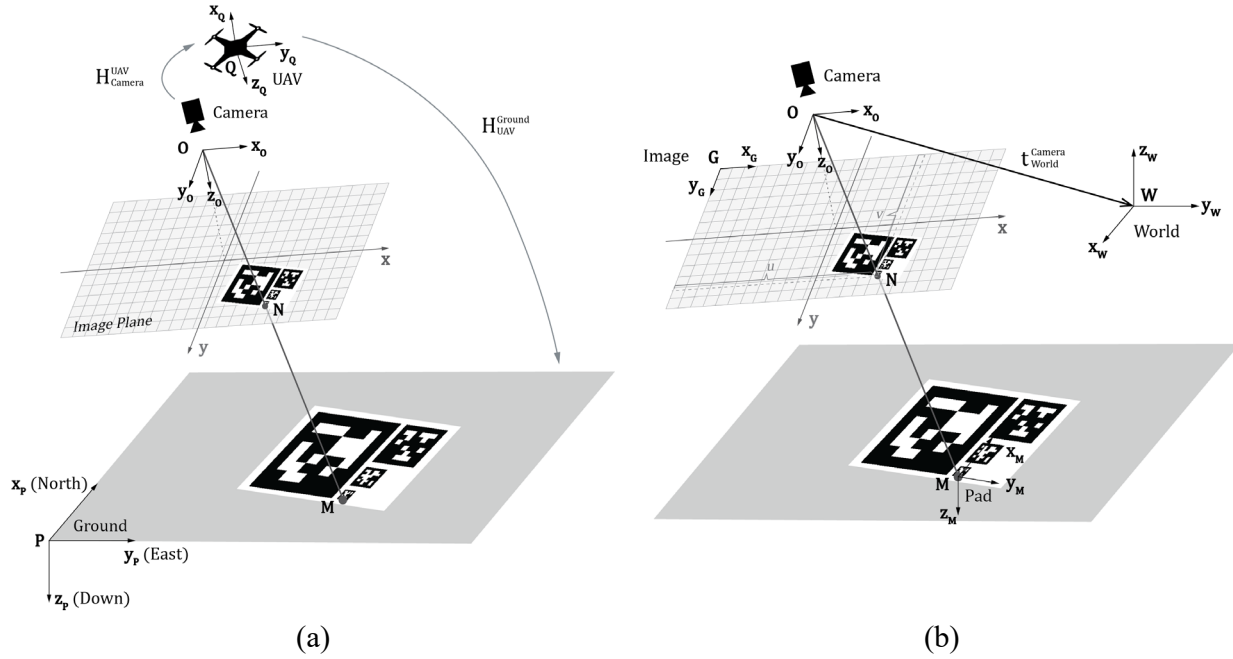 x_Q
y_Q
Q
z_Q UAV
H^UAV_Camera
Camera
H^Ground_UAV
O
x_O
y_O
z_O
x
N
Image Plane
y
M
x_P (North)
Ground
P
y_P (East)
z_P (Down)
(a)
Camera
O
x_O
Image
G
x_G
y_O
z_O
t^Camera_World
z_W
y_G
W
y_W
v
World
x
x_W
u
N
y
x_M
M
y_M
Pad
z_M
(b)